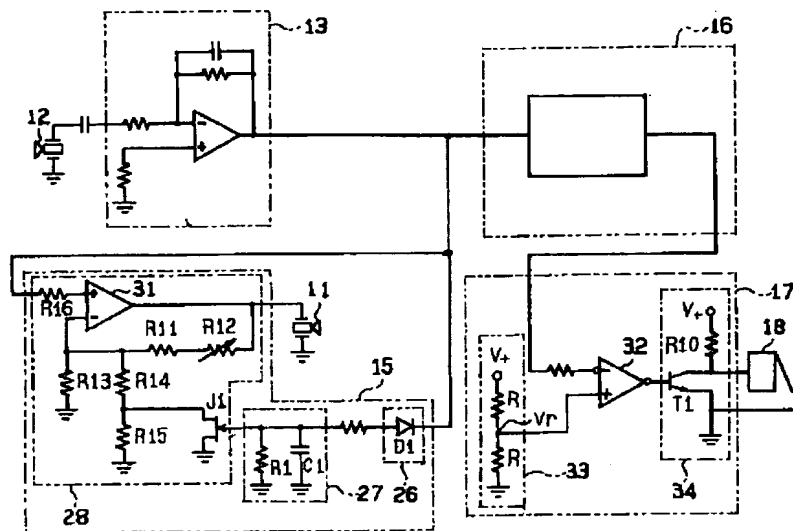 13
16
12
−
+
R16
+
−
31
11
R11
R12
R13
R14
15
J1
R15
R1
C1
D1
26
27
28
17
V+
18
32
V+
R10
R
−
+
T1
Vr
R
33
34